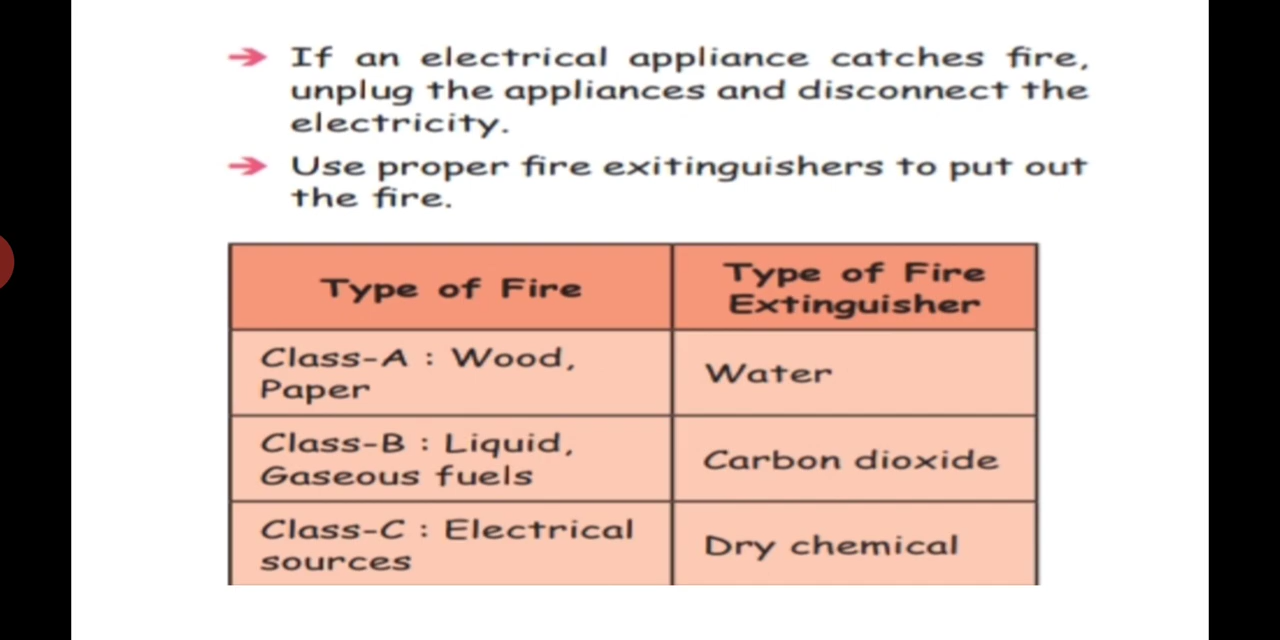 ➔ If an electrical appliance catches fire,
unplug the appliances and disconnect the
electricity.
➔ Use proper fire exitinguishers to put out
the fire.
Type of Fire
Type of Fire
Extinguisher
Class-A : Wood,
Paper
Water
Class-B : Liquid,
Gaseous fuels
Carbon dioxide
Class-C : Electrical
sources
Dry chemical